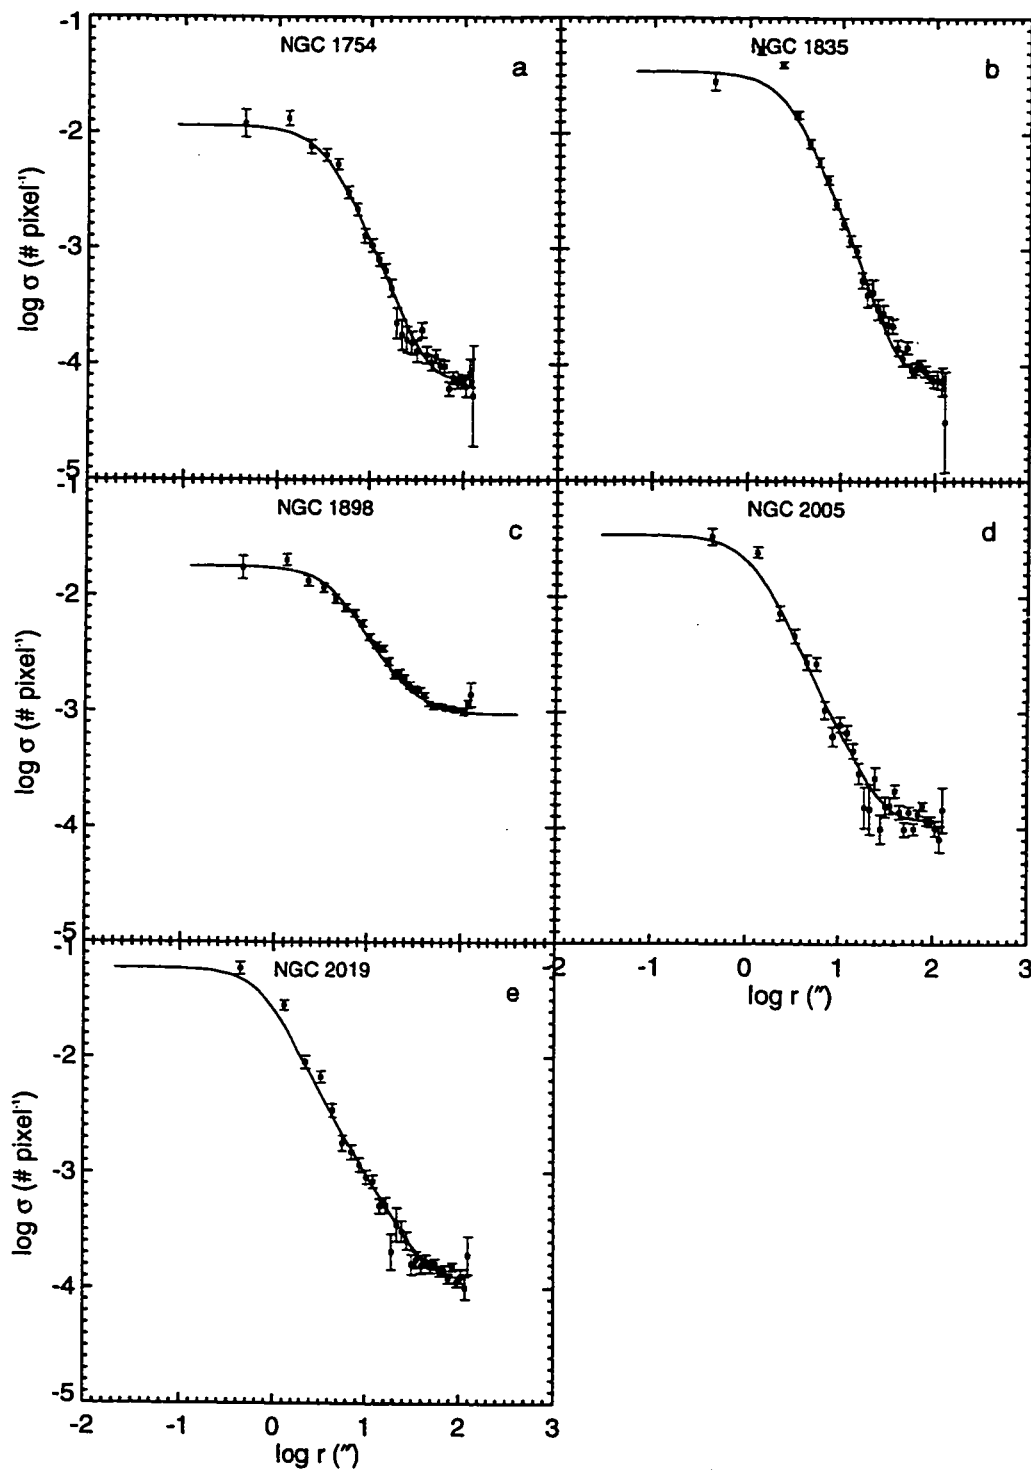 -1
NGC 1754
a
NGC 1835
b
-2
-3
-4
-5
log σ (# pixel⁻¹)
-1
NGC 1898
c
NGC 2005
d
-2
-3
-4
-5
log σ (# pixel⁻¹)
-2 -1 0 1 2 3
log r (″)
-1
NGC 2019
e
-2
-3
-4
-5
log σ (# pixel⁻¹)
-2 -1 0 1 2 3
log r (″)